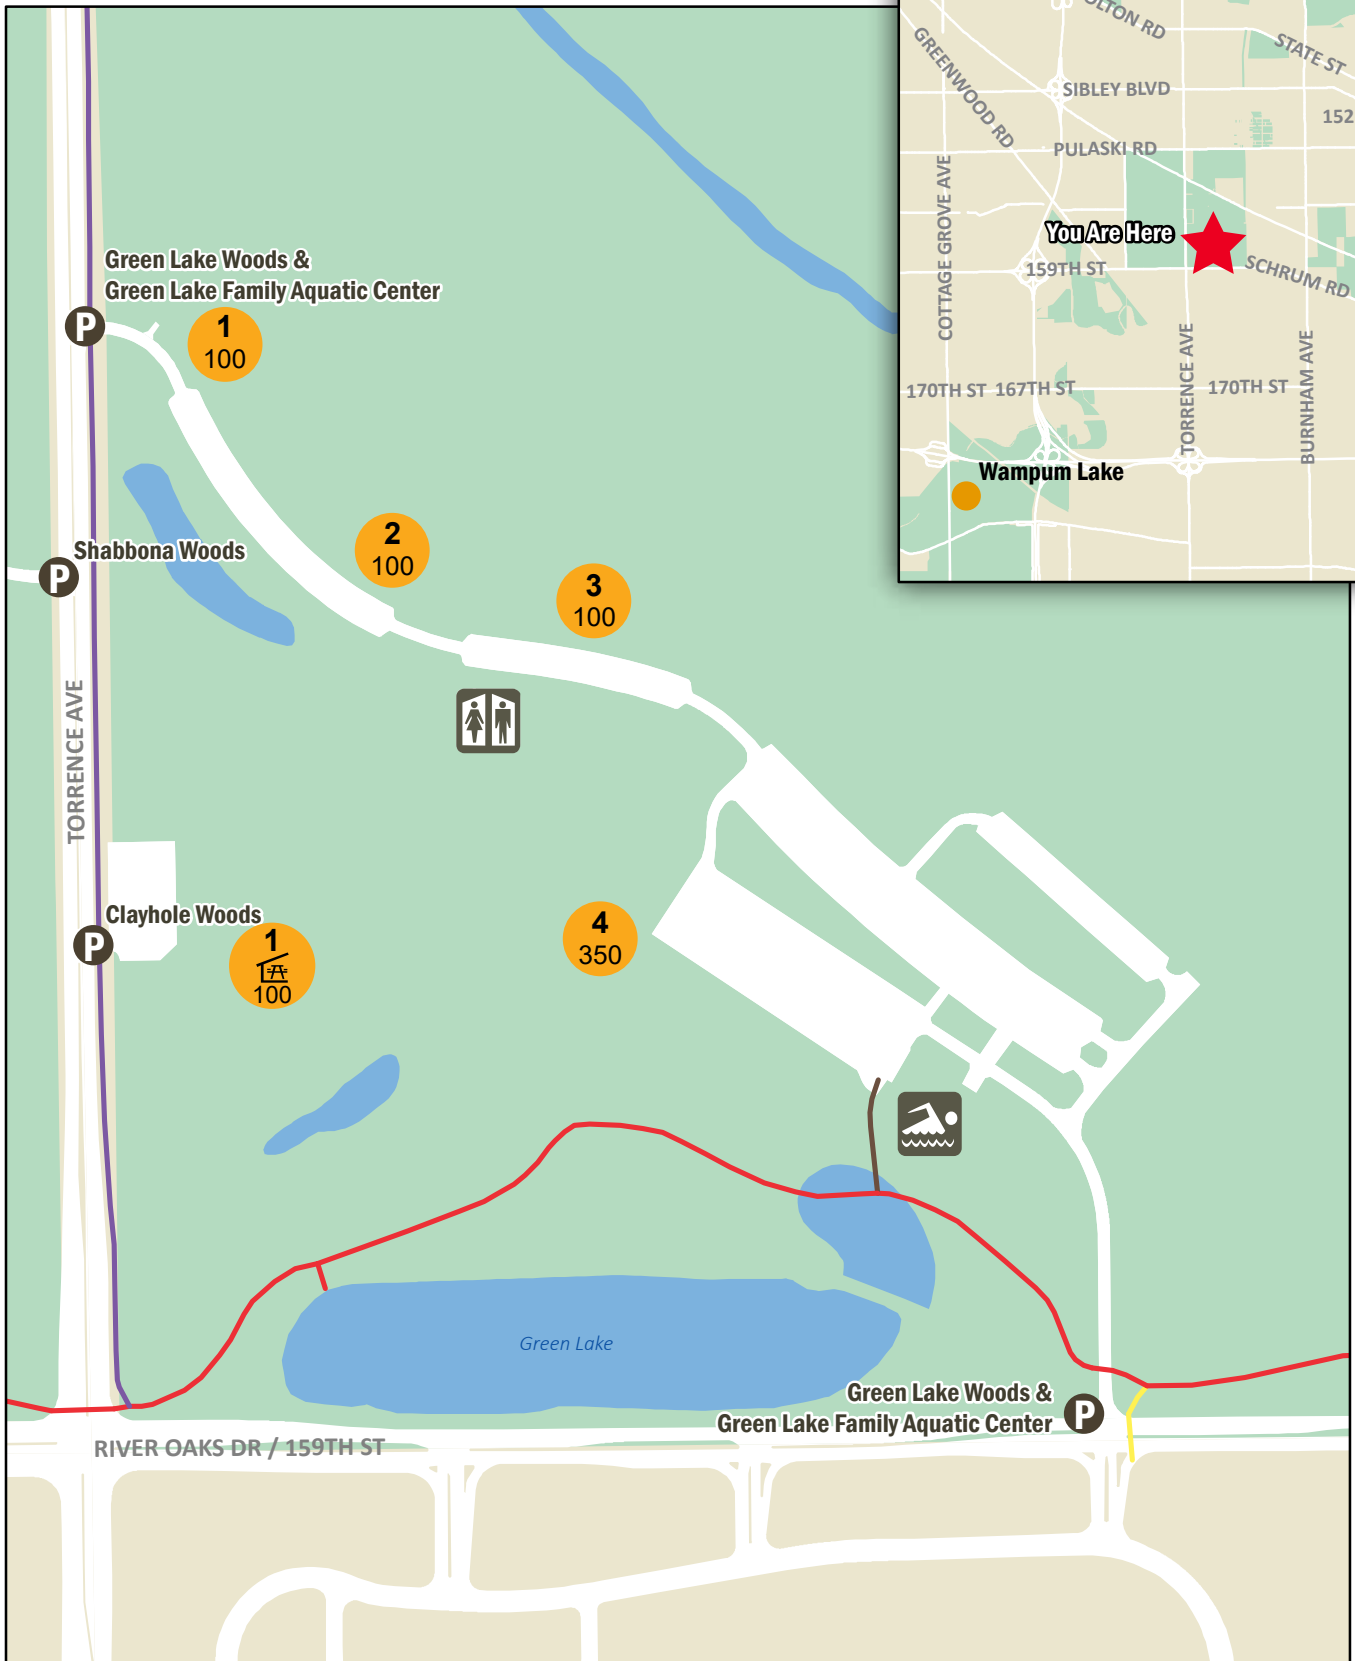 OLTON RD
STATE ST
GREENWOOD RD
SIBLEY BLVD
152
PULASKI RD
COTTAGE GROVE AVE
You Are Here
159TH ST
SCHRUM RD
TORRENCE AVE
BURNHAM AVE
170TH ST
167TH ST
170TH ST
Wampum Lake
Green Lake Woods &
Green Lake Family Aquatic Center
P
1
100
2
100
Shabbona Woods
P
3
100
TORRENCE AVE
Clayhole Woods
P
1
100
4
350
Green Lake
Green Lake Woods &
Green Lake Family Aquatic Center
P
RIVER OAKS DR / 159TH ST